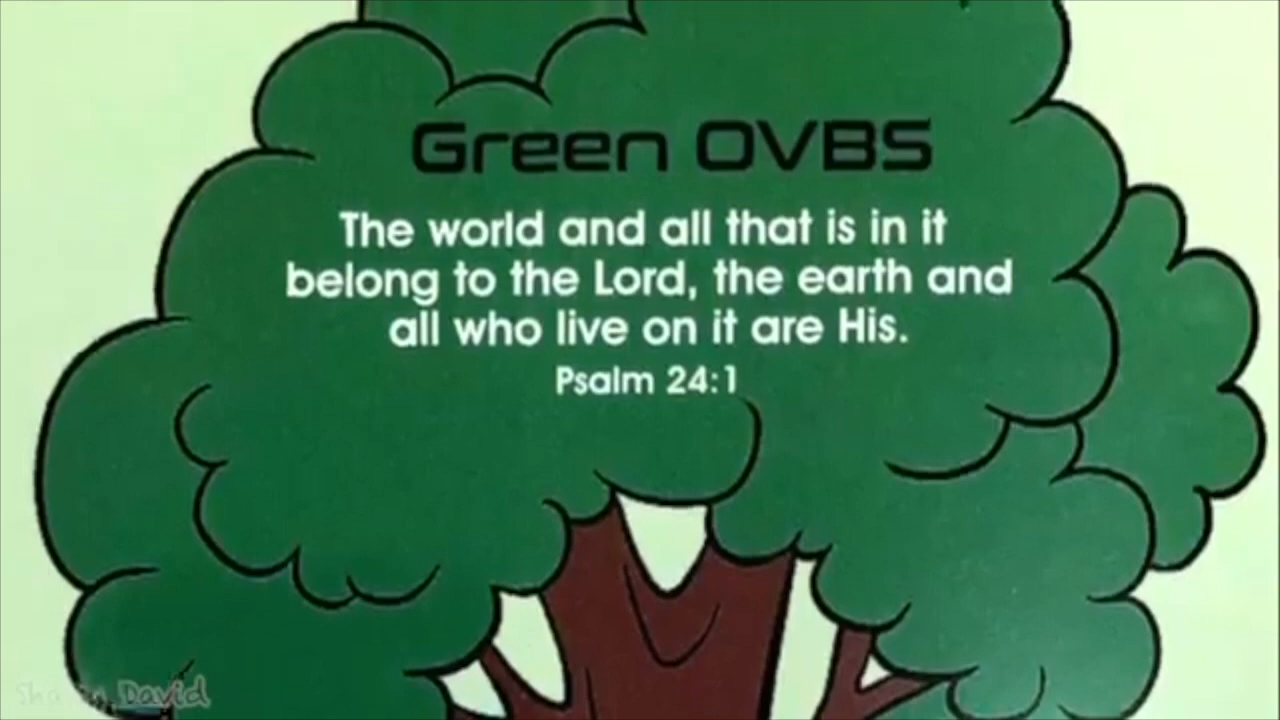 Green OVBS
The world and all that is in it
belong to the Lord, the earth and
all who live on it are His.
Psalm 24:1
David